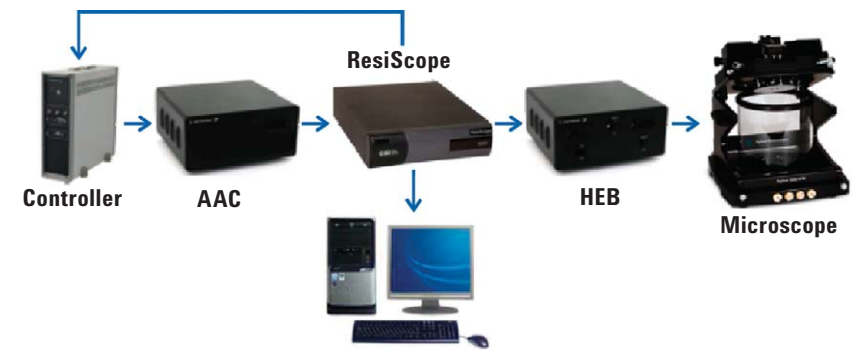 ResiScope
Controller
AAC
HEB
Microscope